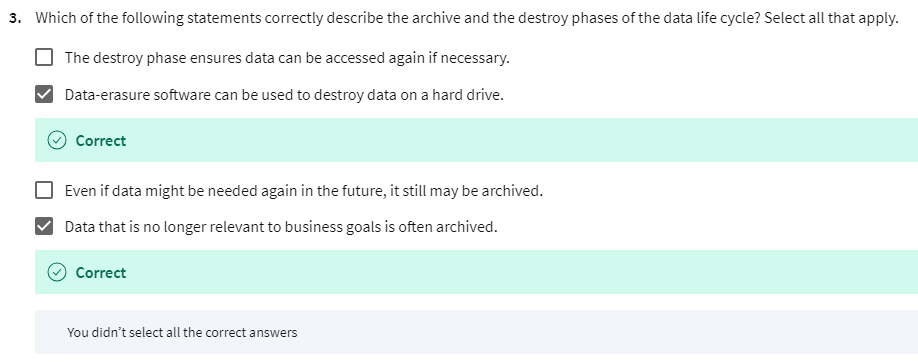 3. Which of the following statements correctly describe the archive and the destroy phases of the data life cycle? Select all that apply.
The destroy phase ensures data can be accessed again if necessary.
Data-erasure software can be used to destroy data on a hard drive.
Correct
Even if data might be needed again in the future, it still may be archived.
Data that is no longer relevant to business goals is often archived.
Correct
You didn’t select all the correct answers